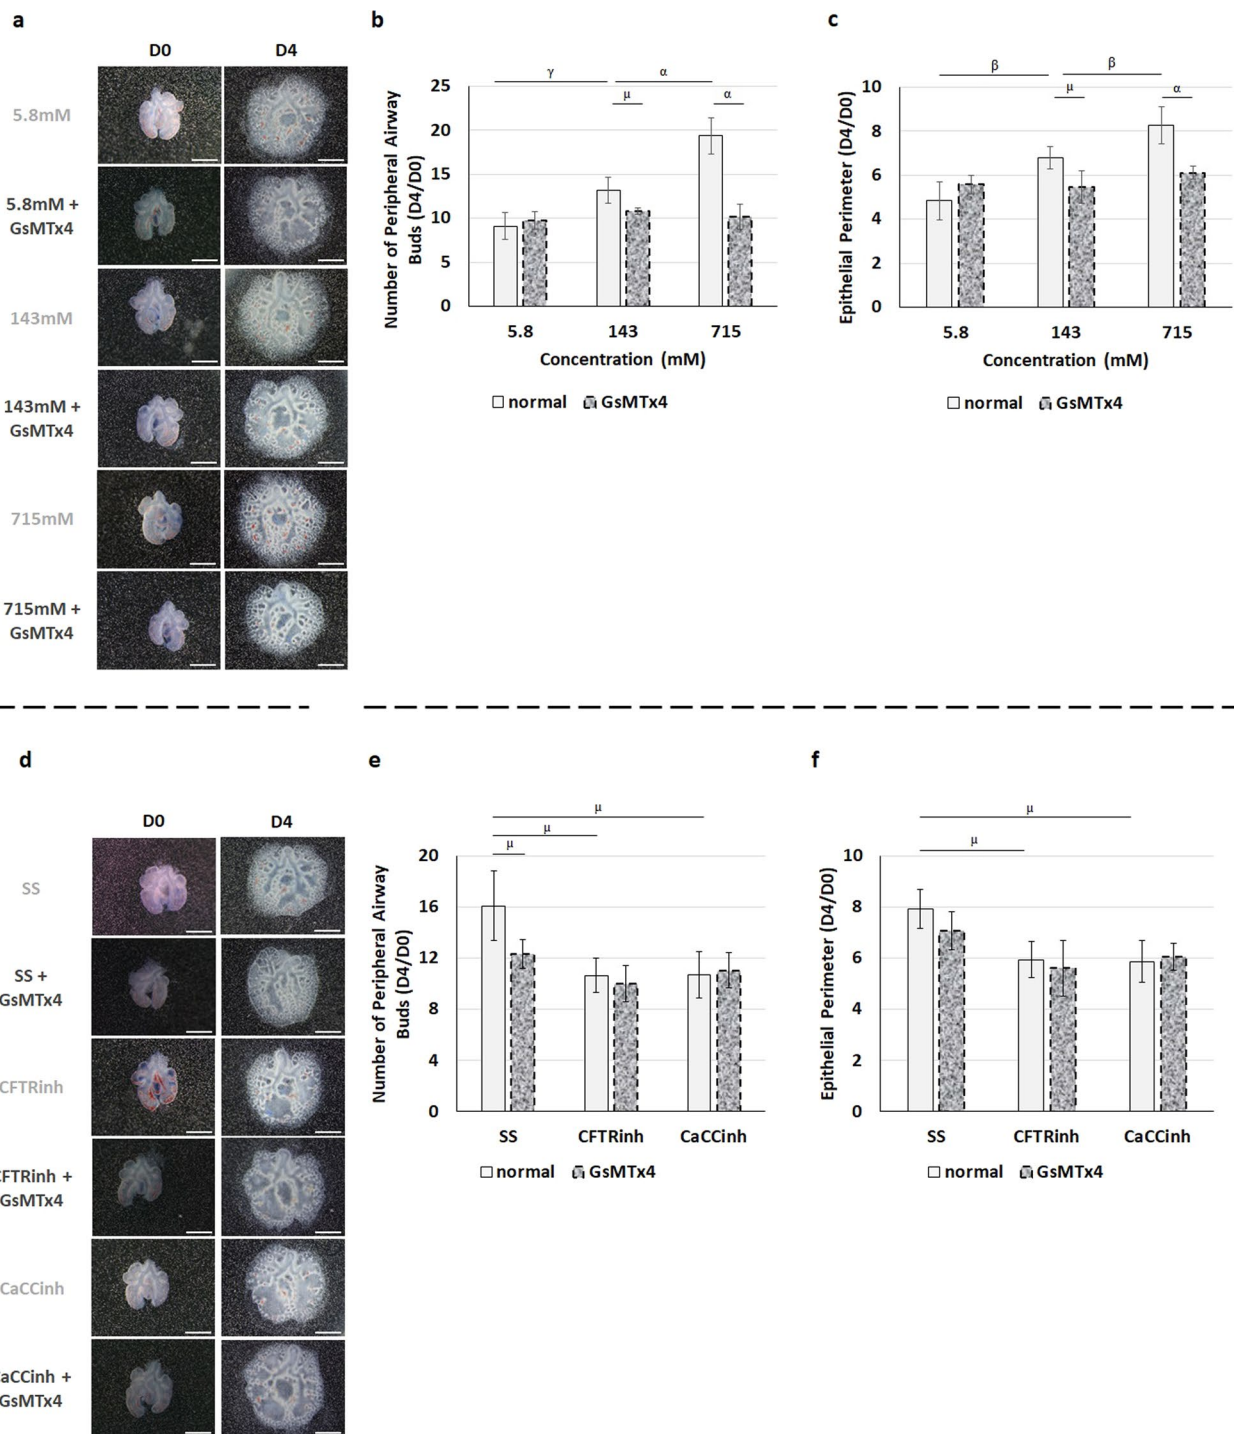 a
D0 D4
5.8mM
5.8mM +
GsMTx4
143mM
143mM +
GsMTx4
715mM
715mM +
GsMTx4
b
Number of Peripheral Airway
Buds (D4/D0)
25
20
15
10
5
0
γ
α
μ
α
5.8 143 715
Concentration (mM)
normal GsMTx4
c
Epithelial Perimeter (D4/D0)
10
8
6
4
2
0
β
β
μ
α
5.8 143 715
Concentration (mM)
normal GsMTx4
d
D0 D4
SS
SS +
GsMTx4
CFTRinh
CFTRinh +
GsMTx4
CaCCinh
CaCCinh +
GsMTx4
e
Number of Peripheral Airway
Buds (D4/D0)
20
16
12
8
4
0
μ
μ
μ
SS CFTRinh CaCCinh
normal GsMTx4
f
Epithelial Perimeter (D4/D0)
10
8
6
4
2
0
μ
μ
SS CFTRinh CaCCinh
normal GsMTx4